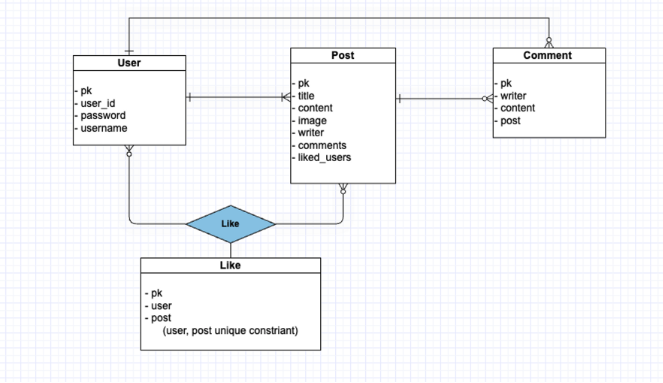 User
- pk
- user_id
- password
- username
Post
- pk
- title
- content
- image
- writer
- comments
- liked_users
Comment
- pk
- writer
- content
- post
Like
Like
- pk
- user
- post
(user, post unique constriant)